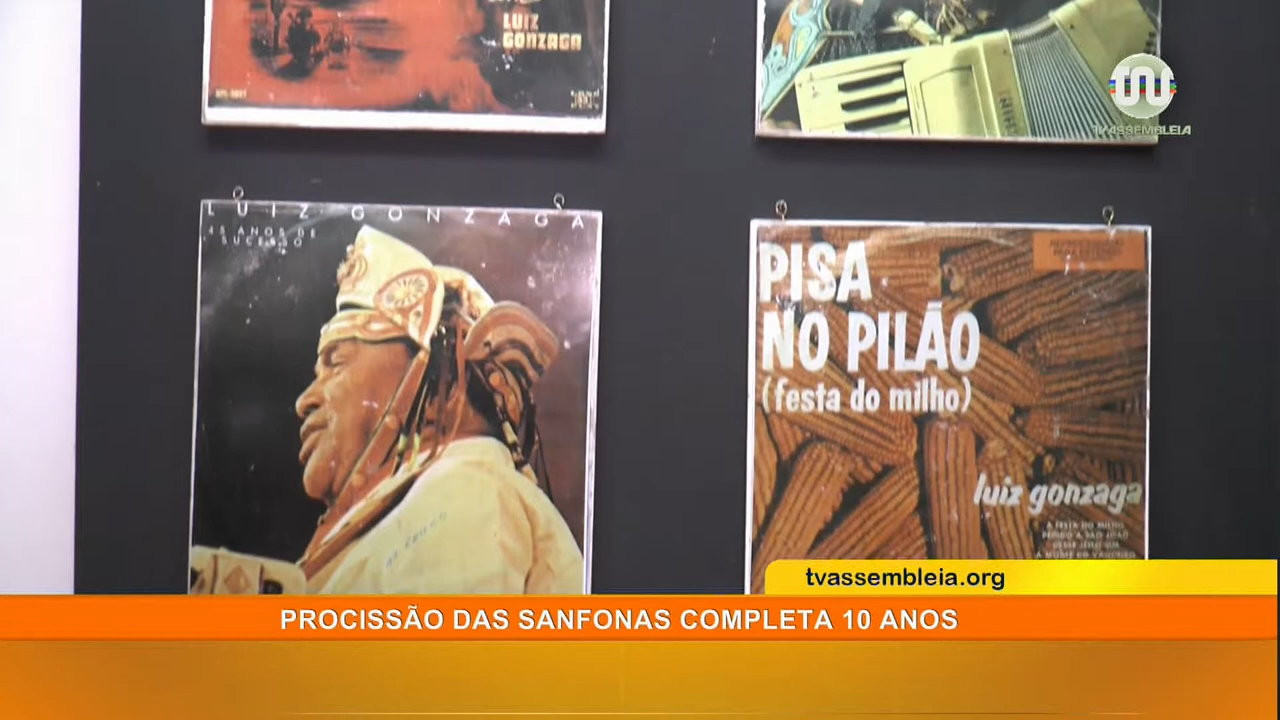 LUIZ
GONZAGA
TVASSEMBLEIA
LUIZ GONZAGA
45 ANOS DE
SUCESSO
PISA
NO PILÃO
(festa do milho)
luiz gonzaga
A FESTA DO MILHO
tvassembleia.org
PROCISSÃO DAS SANFONAS COMPLETA 10 ANOS